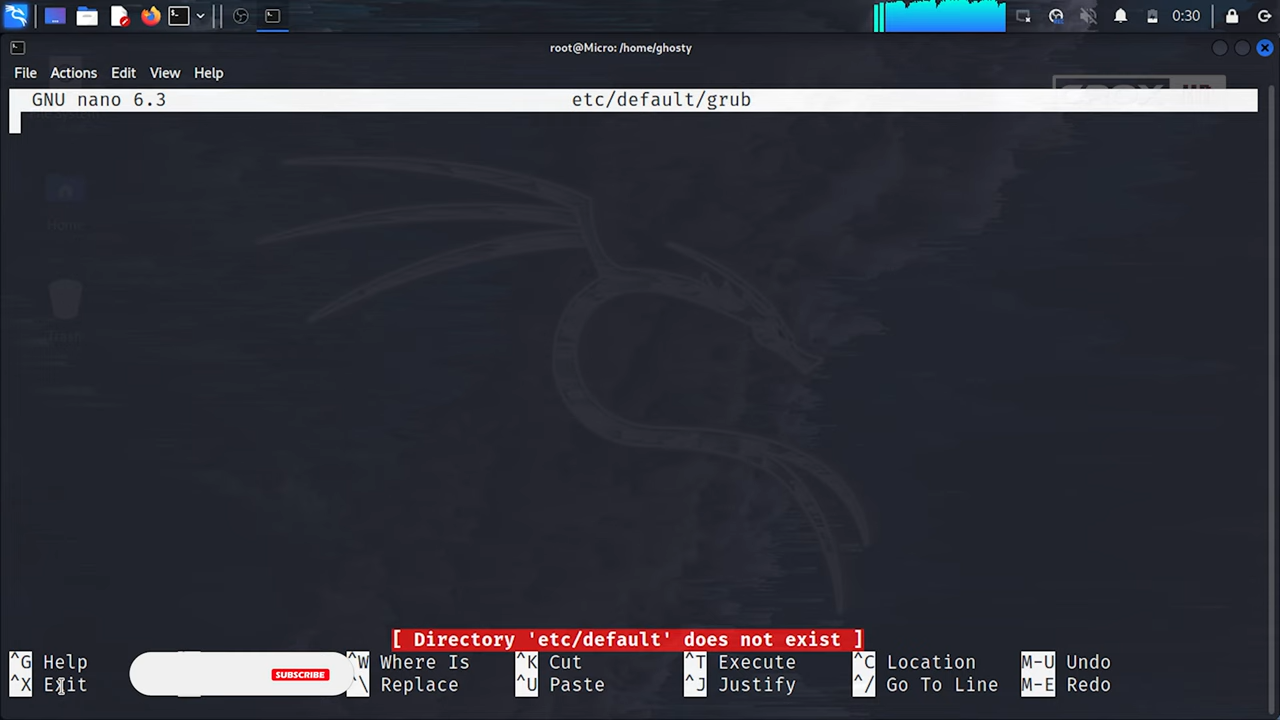 0:30
root@Micro: /home/ghosty
File Actions Edit View Help
GNU nano 6.3 etc/default/grub
Home
Trash
[ Directory 'etc/default' does not exist ]
^G Help ^W Where Is ^K Cut ^T Execute ^C Location M-U Undo
^X Exit SUBSCRIBE ^\ Replace ^U Paste ^J Justify ^/ Go To Line M-E Redo